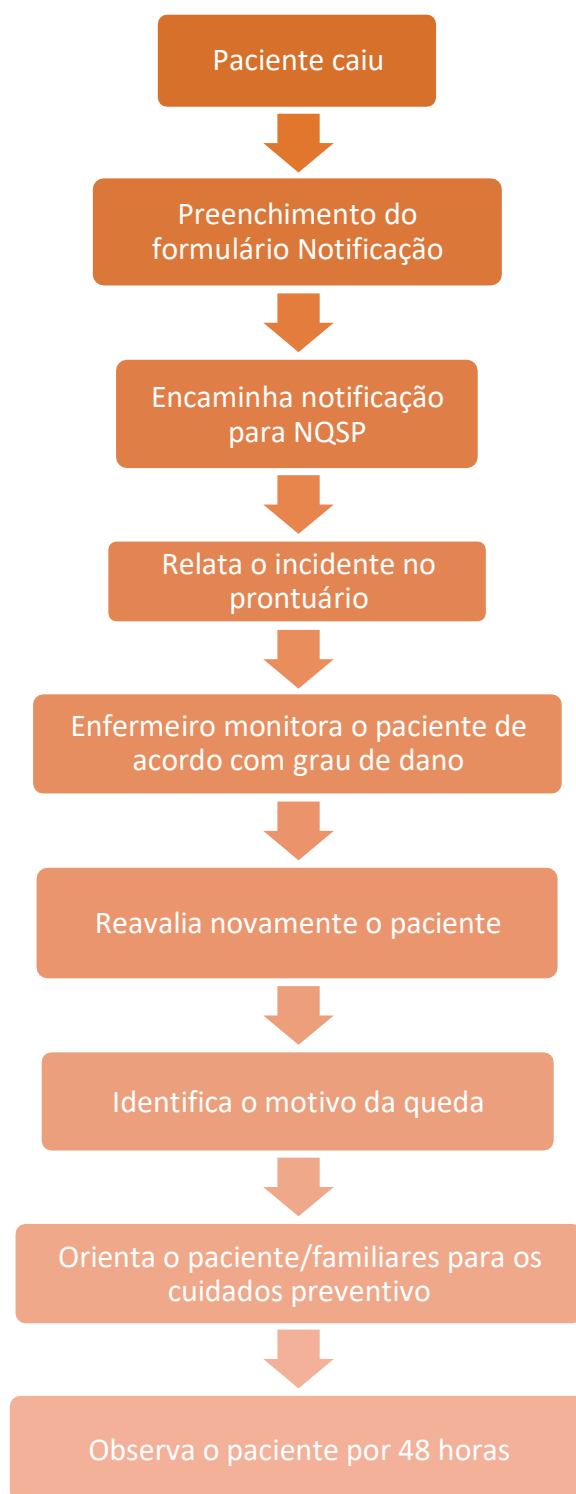 Paciente caiu
Preenchimento do
formulário Notificação
Encaminha notificação
para NQSP
Relata o incidente no
prontuário
Enfermeiro monitora o paciente de
acordo com grau de dano
Reavalia novamente o paciente
Identifica o motivo da queda
Orienta o paciente/familiares para os
cuidados preventivo
Observa o paciente por 48 horas